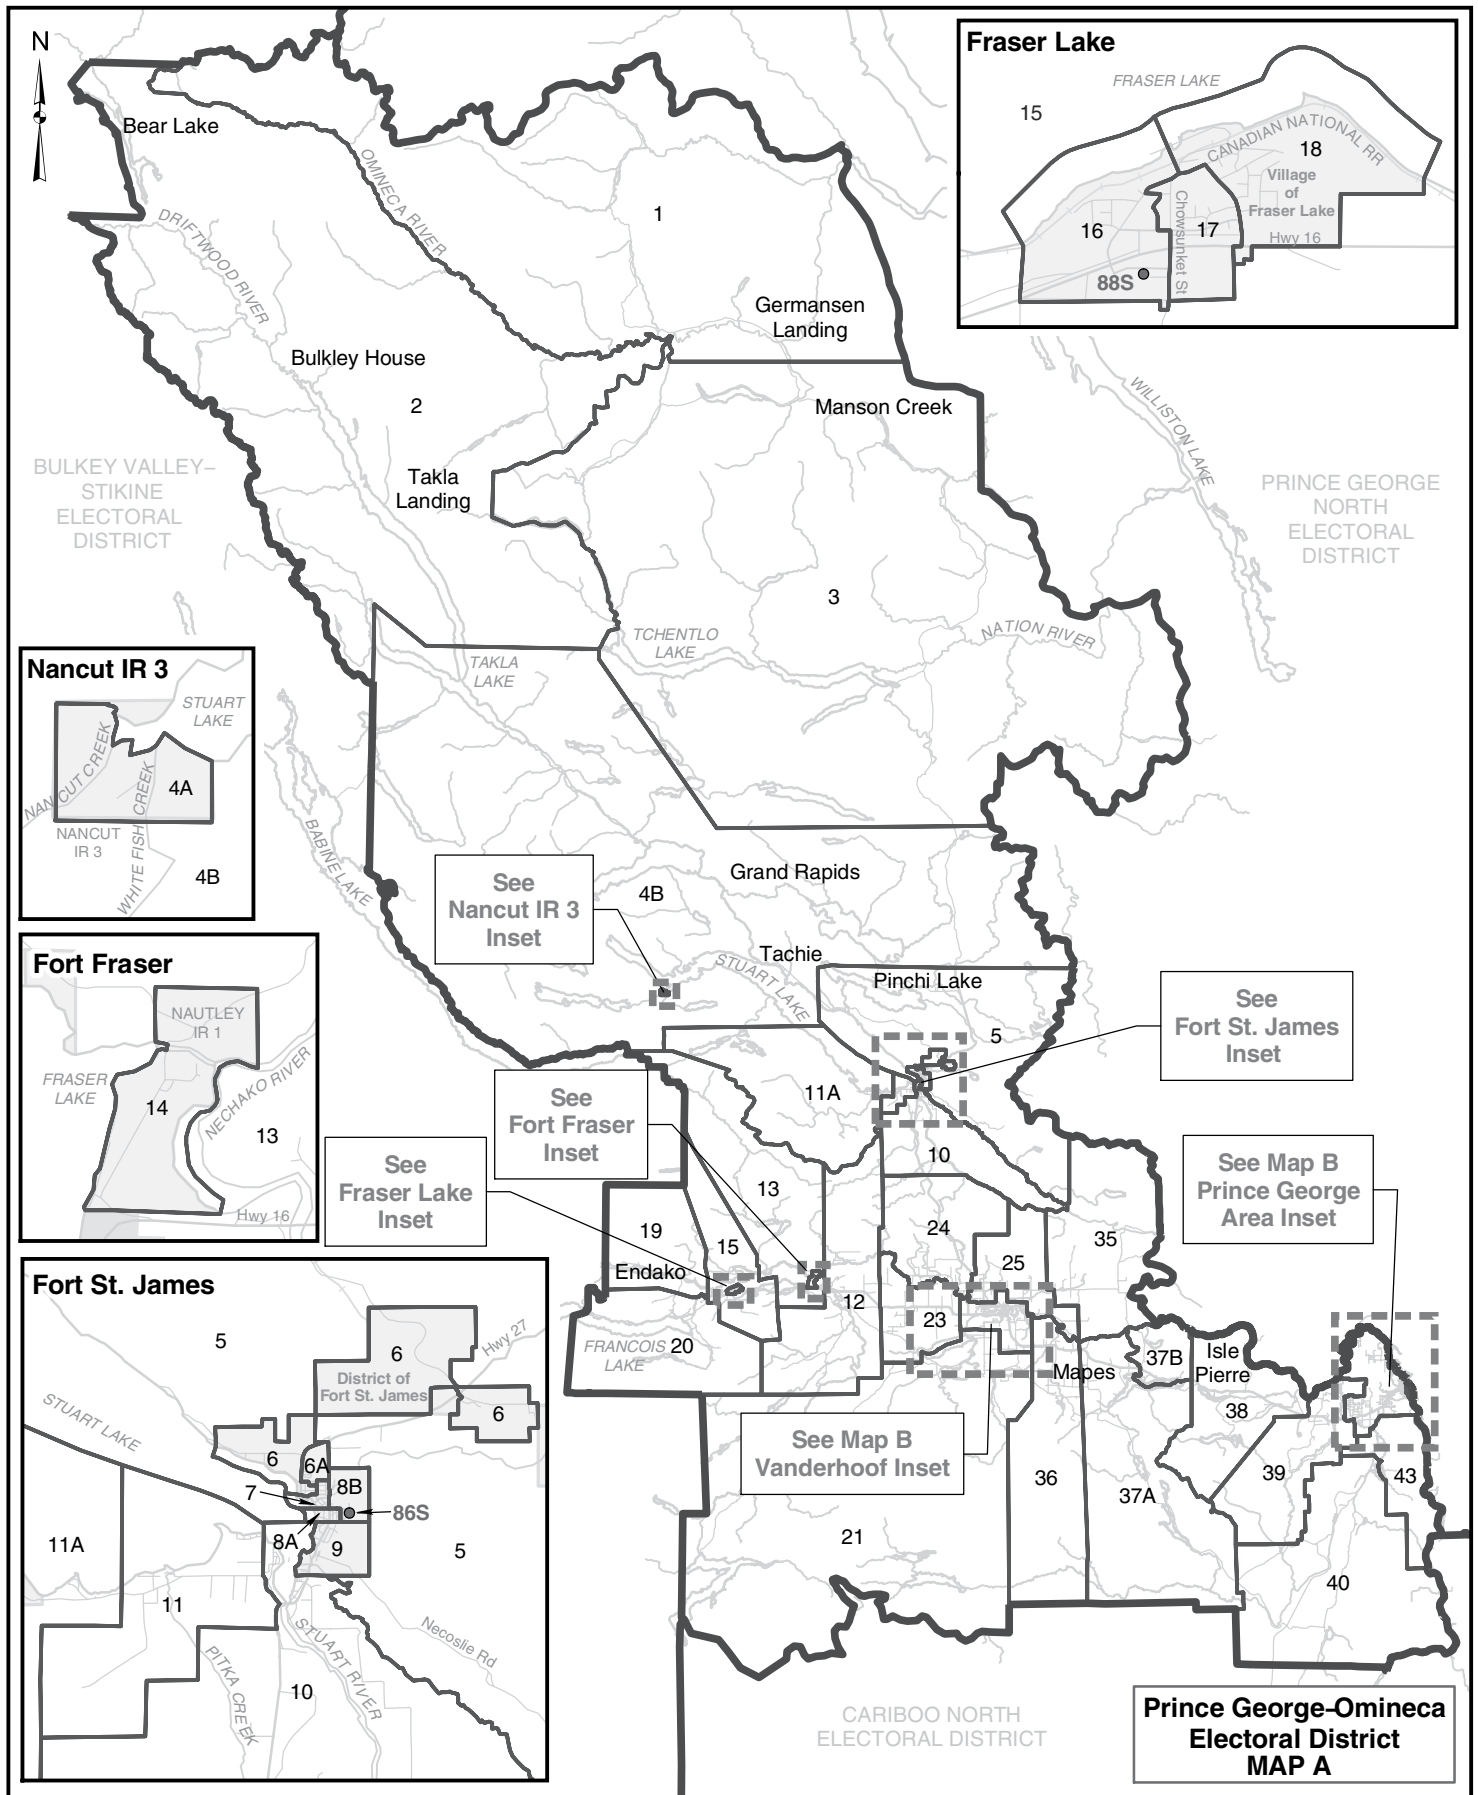 N
Bear Lake
OMINECA RIVER
DRIFTWOOD RIVER
1
Germansen
Landing
Bulkley House
2
Manson Creek
Takla
Landing
BULKEY VALLEY–
STIKINE
ELECTORAL
DISTRICT
WILLISTON LAKE
PRINCE GEORGE
NORTH
ELECTORAL
DISTRICT
3
TCHENTLO
LAKE
NATION RIVER
TAKLA
LAKE
BABINE LAKE
Grand Rapids
4B
See
Nancut IR 3
Inset
Tachie
STUART LAKE
Pinchi Lake
5
See
Fort St. James
Inset
11A
See
Fort Fraser
Inset
See
Fraser Lake
Inset
10
13
See Map B
Prince George
Area Inset
19
15
24
25
35
Endako
12
23
FRANCOIS
LAKE
20
Mapes
37B
Isle
Pierre
38
See Map B
Vanderhoof Inset
36
37A
39
43
21
40
CARIBOO NORTH
ELECTORAL DISTRICT
Prince George–Omineca
Electoral District
MAP A
Fraser Lake
FRASER LAKE
15
CANADIAN NATIONAL RR
18
Village
of
Fraser Lake
16
Chowsunket St
17
Hwy 16
88S
Nancut IR 3
STUART
LAKE
NANCUT CREEK
4A
WHITE FISH CREEK
NANCUT
IR 3
4B
Fort Fraser
NAUTLEY
IR 1
FRASER
LAKE
14
NECHAKO RIVER
13
Hwy 16
Fort St. James
5
6
Hwy 27
District of
Fort St. James
STUART LAKE
6
6
6A
7
8B
86S
8A
9
11A
5
11
STUART RIVER
Necoslie Rd
PITKA CREEK
10